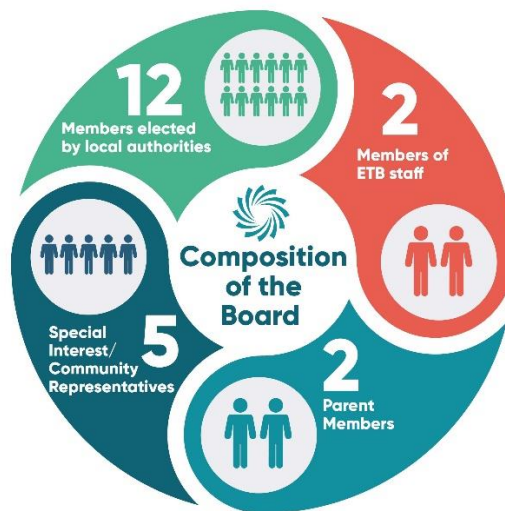 12
Members elected
by local authorities
2
Members of
ETB staff
Composition
of the
Board
5
Special
Interest/
Community
Representatives
2
Parent
Members